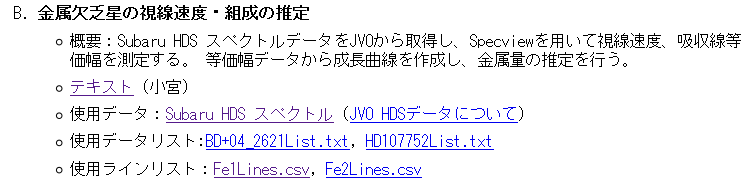 B. 金属欠乏星の視線速度・組成の推定
概要：Subaru HDS スペクトルデータをJVOから取得し、Specviewを用いて視線速度、吸収線等
価幅を測定する。 等価幅データから成長曲線を作成し、金属量の推定を行う。
テキスト（小宮）
使用データ：Subaru HDS スペクトル（JVO HDSデータについて）
使用データリスト:BD+04_2621List.txt, HD107752List.txt
使用ラインリスト：Fe1Lines.csv, Fe2Lines.csv